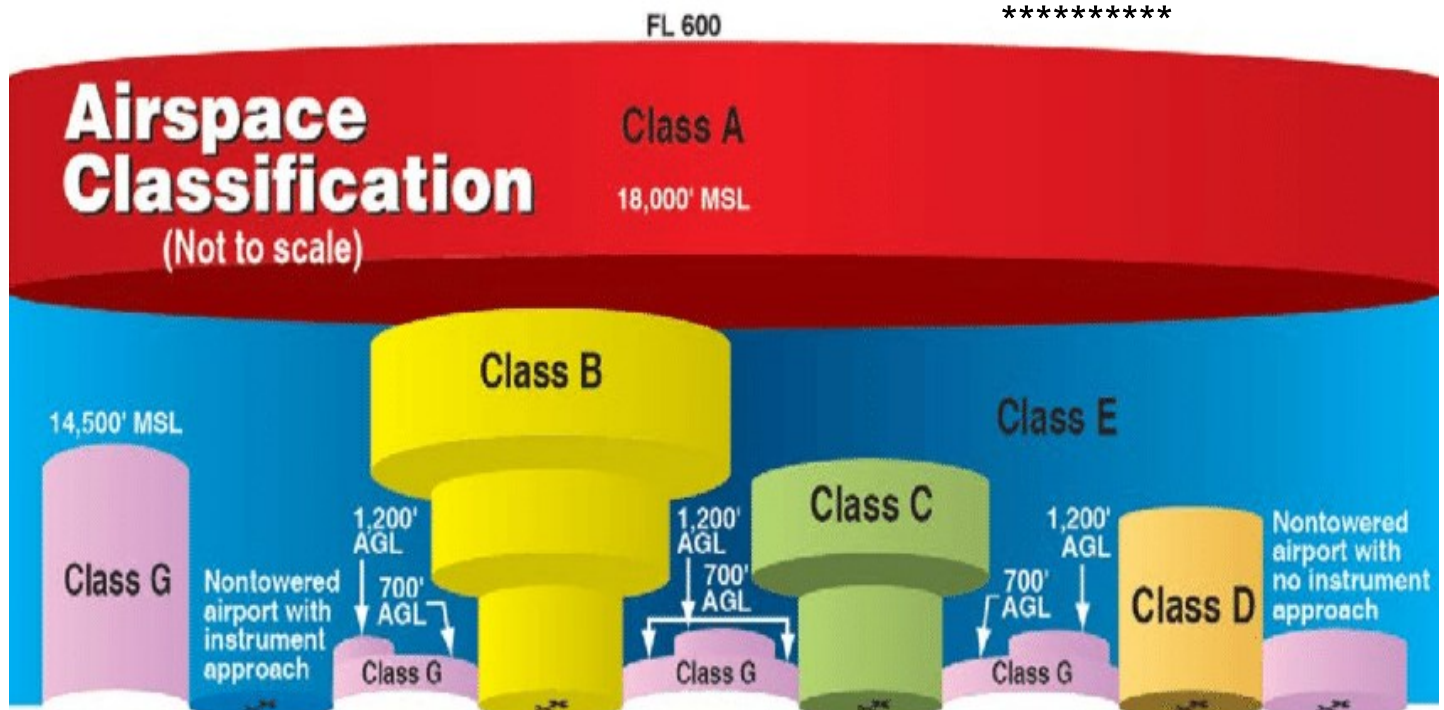 **********
FL 600
Airspace
Classification
(Not to scale)
Class A
18,000' MSL
Class B
Class E
14,500' MSL
Class G
Nontowered
airport with
instrument
approach
1,200'
AGL
700'
AGL
Class G
1,200'
AGL
700'
AGL
Class G
Class C
1,200'
AGL
700'
AGL
Class G
Class D
Nontowered
airport with
no instrument
approach